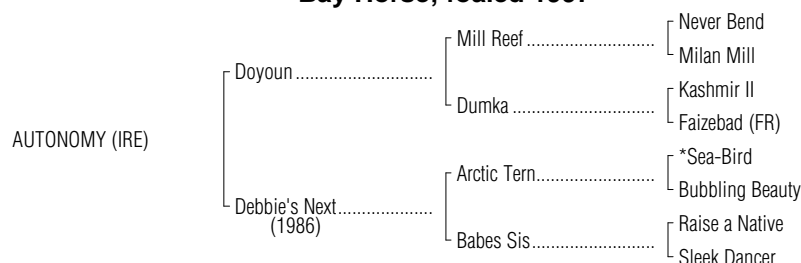 Bay Horse; foaled 1997
Never Bend
Mill Reef
Milan Mill
Doyoun
Kashmir II
Dumka
Faizebad (FR)
AUTONOMY (IRE)
*Sea-Bird
Arctic Tern
Bubbling Beauty
Debbie's Next
(1986)
Raise a Native
Babes Sis
Sleek Dancer